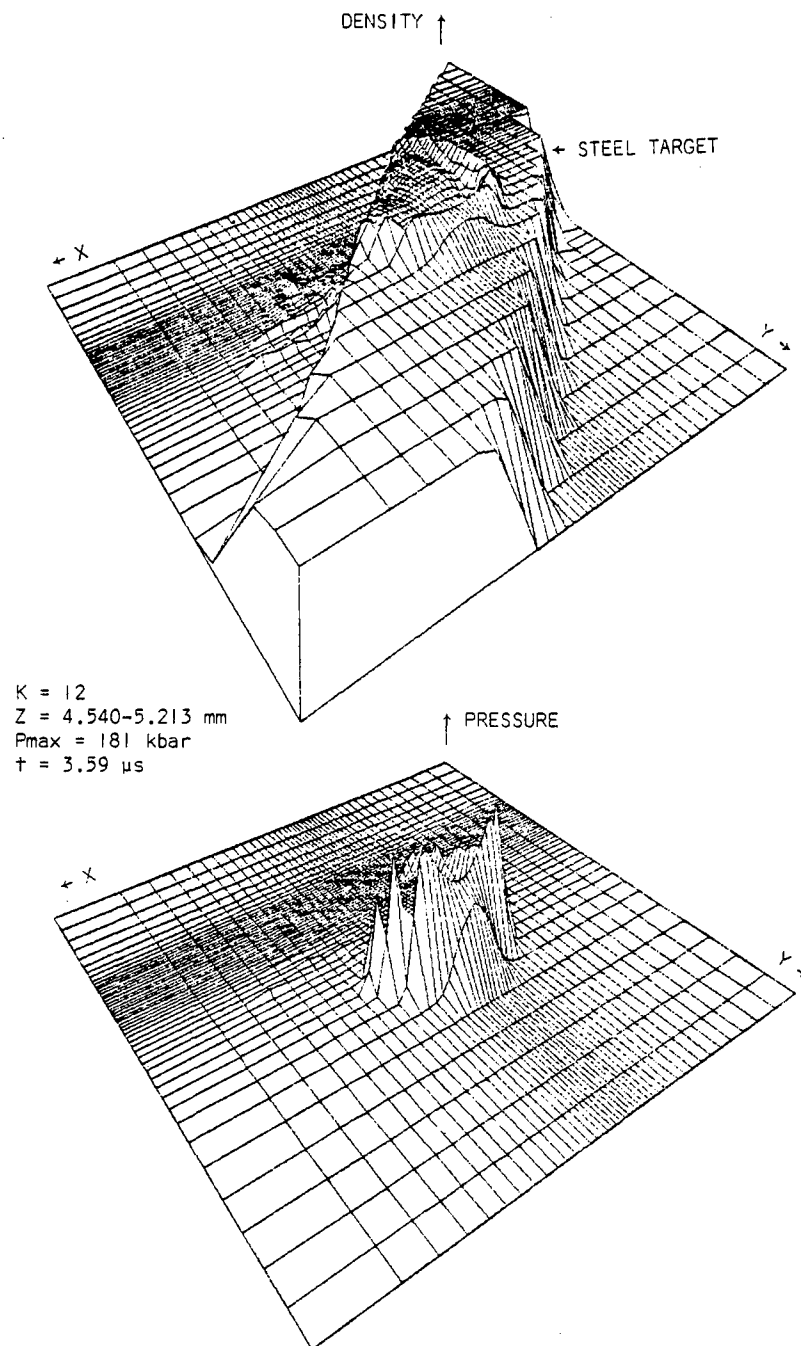 DENSITY ↑
← STEEL TARGET
← X
Y →
K = 12
Z = 4.540-5.213 mm
Pmax = 181 kbar
t = 3.59 μs
↑ PRESSURE
← X
Y →